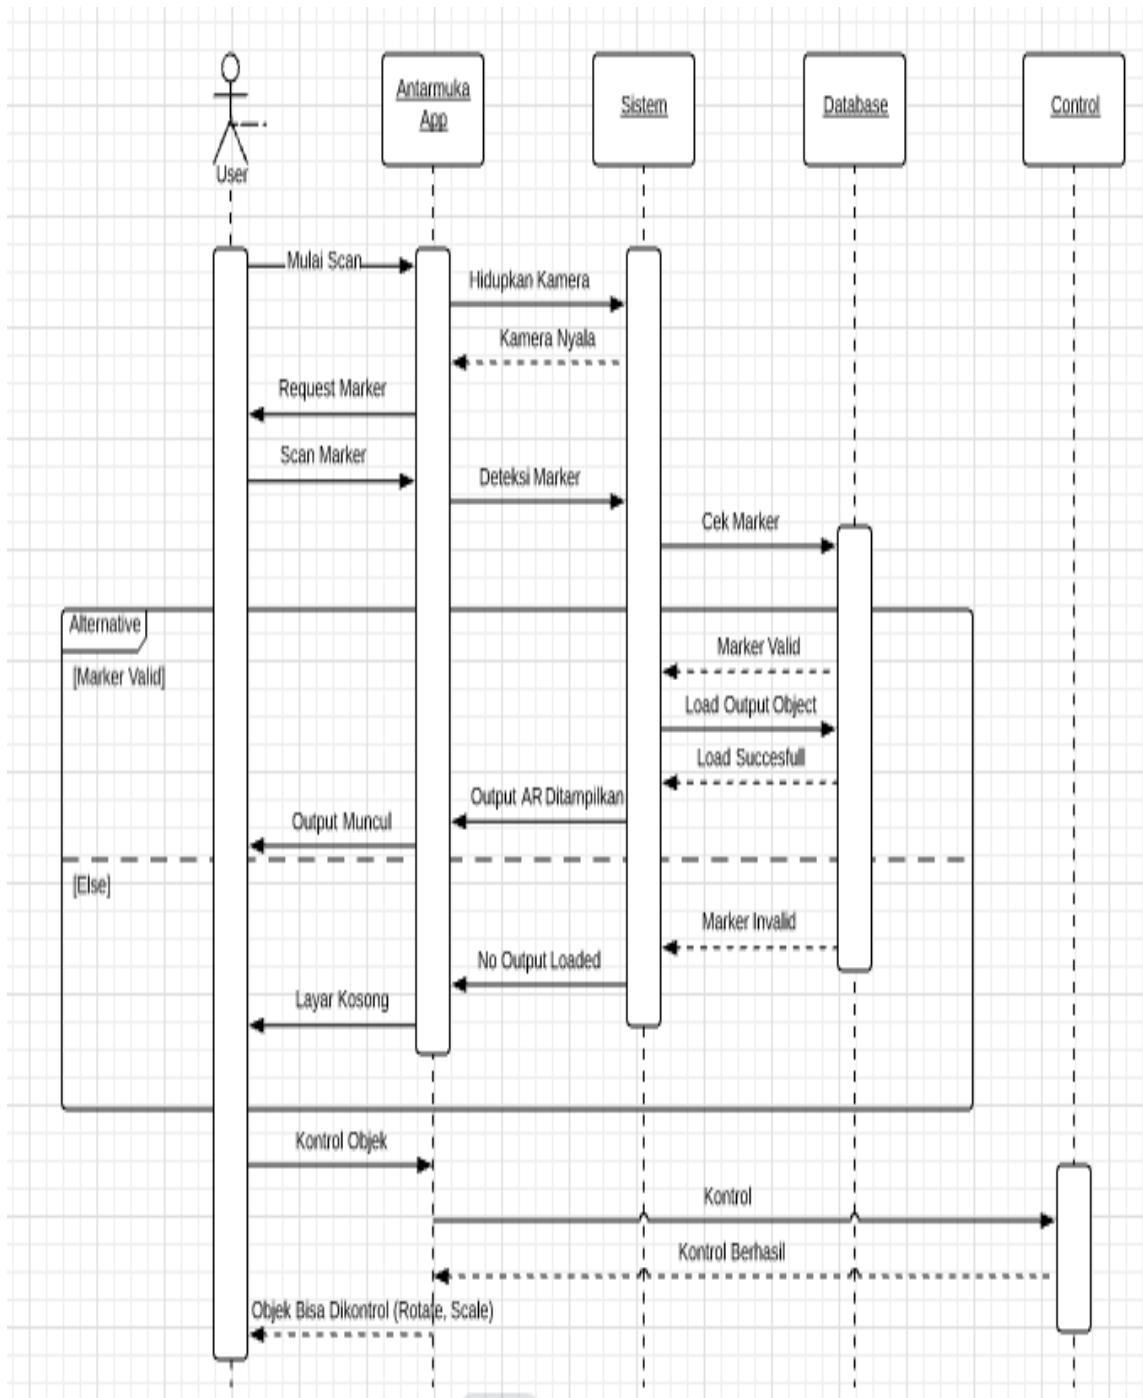 User
Antarmuka
App
Sistem
Database
Control
Mulai Scan
Hidupkan Kamera
Kamera Nyala
Request Marker
Scan Marker
Deteksi Marker
Cek Marker
Alternative
[Marker Valid]
Marker Valid
Load Output Object
Load Succesfull
Output AR Ditampilkan
Output Muncul
[Else]
Marker Invalid
No Output Loaded
Layar Kosong
Kontrol Objek
Kontrol
Kontrol Berhasil
Objek Bisa Dikontrol (Rotate, Scale)